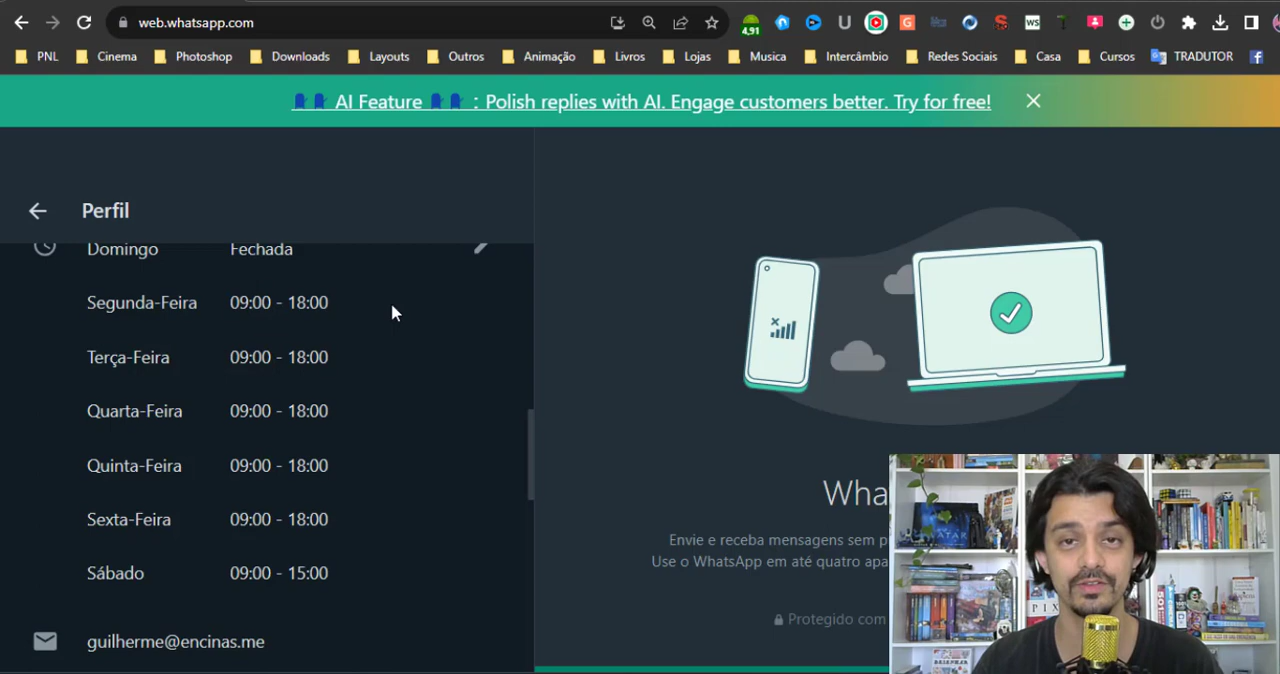 web.whatsapp.com
4,91
U
G
WS
PNL
Cinema
Photoshop
Downloads
Layouts
Outros
Animação
Livros
Lojas
Musica
Intercâmbio
Redes Sociais
Casa
Cursos
TRADUTOR
AI Feature : Polish replies with AI. Engage customers better. Try for free!
Perfil
Domingo Fechada
Segunda-Feira 09:00 - 18:00
Terça-Feira 09:00 - 18:00
Quarta-Feira 09:00 - 18:00
Quinta-Feira 09:00 - 18:00
Sexta-Feira 09:00 - 18:00
Sábado 09:00 - 15:00
guilherme@encinas.me
Wha
Envie e receba mensagens sem p
Use o WhatsApp em até quatro apa
Protegido com
AVATAR
PIX
DESENHAR